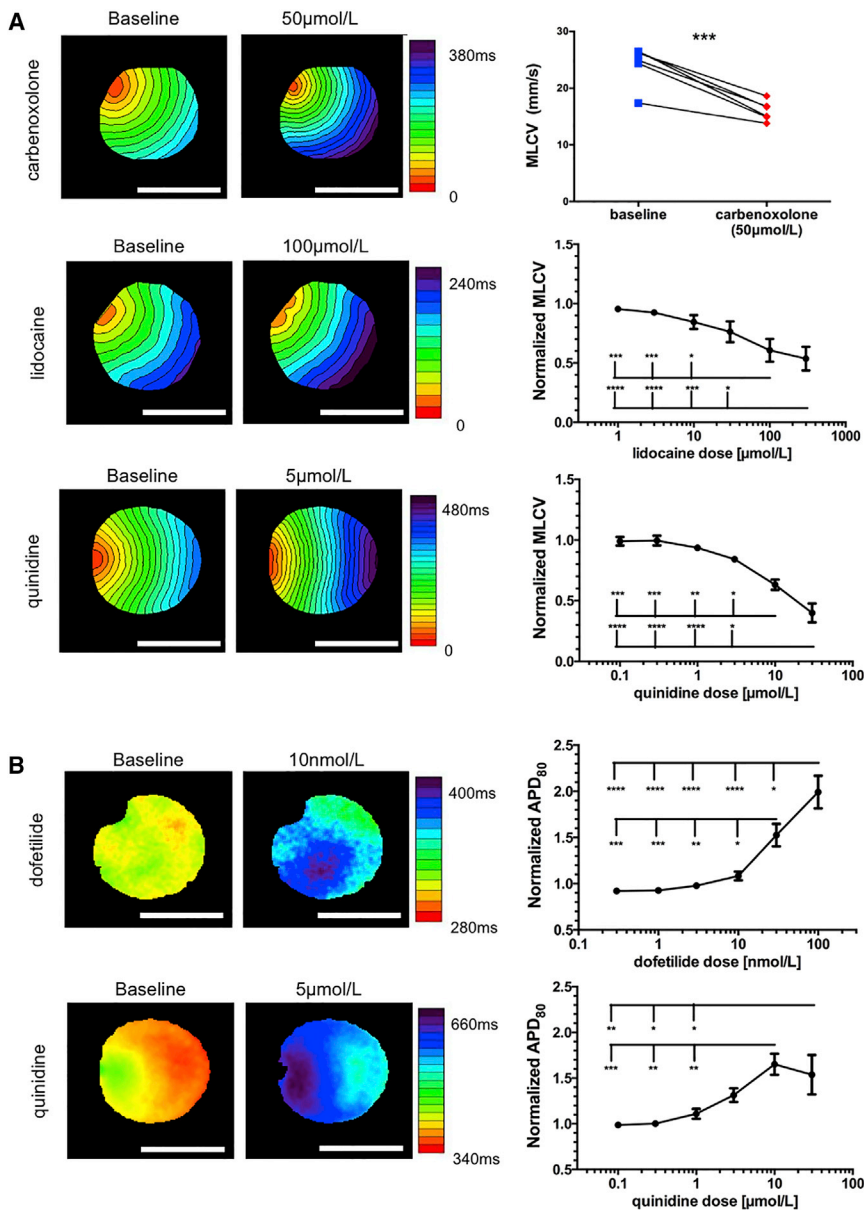 A
Baseline
50µmol/L
carbenoxolone
380ms
0
***
MLCV (mm/s)
30
20
10
0
baseline
carbenoxolone
(50µmol/L)
Baseline
100µmol/L
lidocaine
240ms
0
Normalized MLCV
1.5
1.0
0.5
0.0
*** *** *
**** **** *** *
1 10 100 1000
lidocaine dose [µmol/L]
Baseline
5µmol/L
quinidine
480ms
0
Normalized MLCV
1.5
1.0
0.5
0.0
*** *** ** *
**** **** **** *
0.1 1 10 100
quinidine dose [µmol/L]
B
Baseline
10nmol/L
dofetilide
400ms
280ms
Normalized APD80
2.5
2.0
1.5
1.0
0.5
**** **** **** **** *
*** *** ** *
0.1 1 10 100
dofetilide dose [nmol/L]
Baseline
5µmol/L
quinidine
660ms
340ms
Normalized APD80
2.5
2.0
1.5
1.0
0.5
** * *
*** ** **
0.1 1 10 100
quinidine dose [µmol/L]